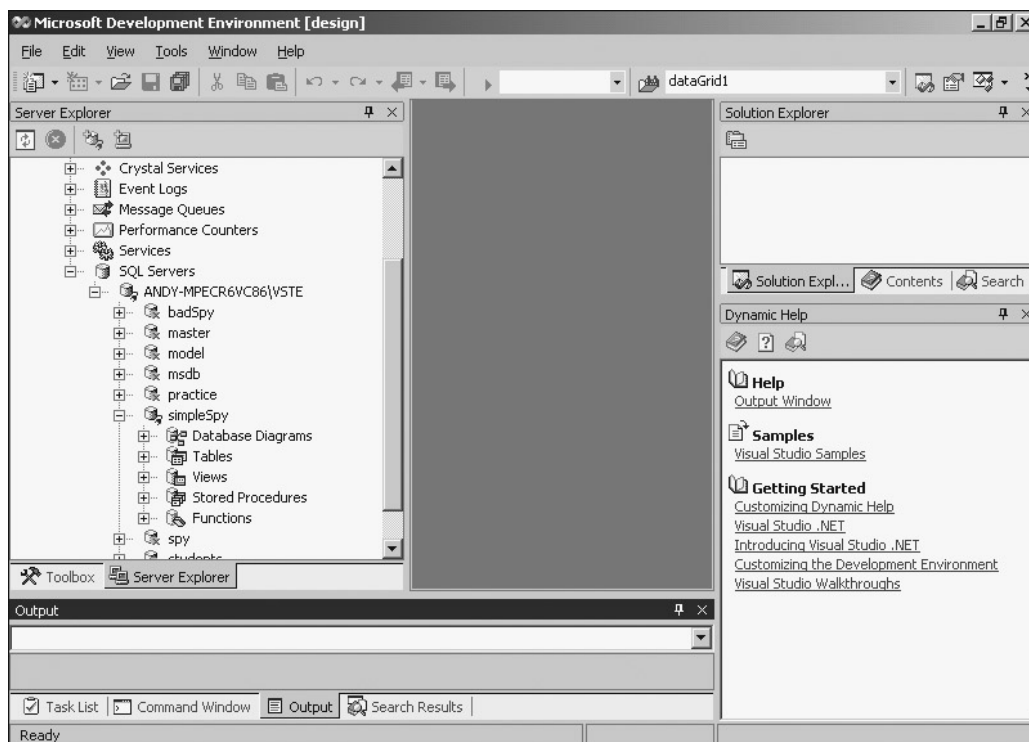 Microsoft Development Environment [design]
File Edit View Tools Window Help
dataGrid1
Server Explorer
Crystal Services
Event Logs
Message Queues
Performance Counters
Services
SQL Servers
ANDY-MPECR6VC86\VSTE
badSpy
master
model
msdb
practice
simpleSpy
Database Diagrams
Tables
Views
Stored Procedures
Functions
spy
students
Toolbox Server Explorer
Solution Explorer
Solution Expl... Contents Search
Dynamic Help
Help
Output Window
Samples
Visual Studio Samples
Getting Started
Customizing Dynamic Help
Visual Studio .NET
Introducing Visual Studio .NET
Customizing the Development Environment
Visual Studio Walkthroughs
Output
Task List Command Window Output Search Results
Ready